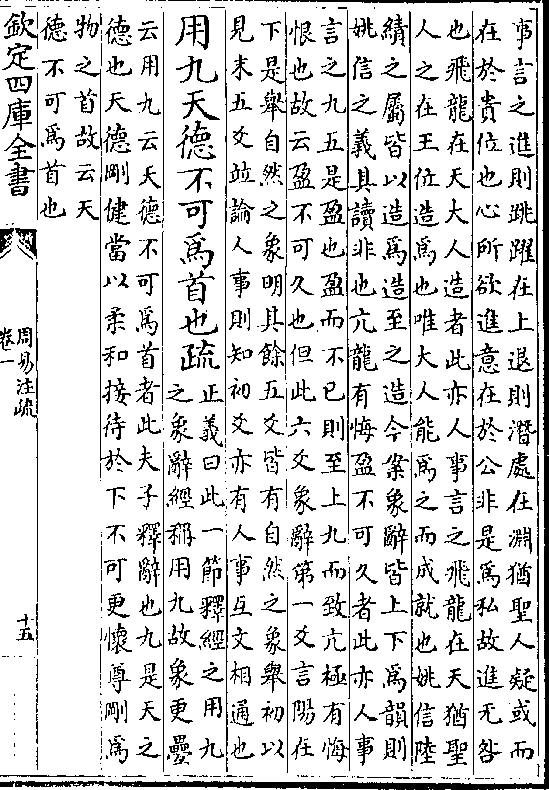 事言之進則跳躍在上退則潛處在淵猶聖人疑或而
在於貴位也心所欲進意在於公非是爲私故進无咎
也飛龍在天大人造者此亦人事言之飛龍在天猶聖
人之在王位造爲也唯大人能爲之而成就也姚信陸
績之屬皆以造爲造至之造今案象辭皆上下爲韻則
姚信之義其讀非也亢龍有悔盈不可久者此亦人事
言之九五是盈也盈而不已則至上九而致亢極有悔
恨也故云盈不可久也但此六爻象辭第一爻言陽在
下是舉自然之象明其餘五爻皆有自然之象舉初以
見末五爻並論人事則知初爻亦有人事互文相通也
用九天德不可爲首也疏
正義曰此一節釋經之用九
之象辭經稱用九故象更疊
云用九云天德不可爲首者此夫子釋辭也九是天之
德也天德剛健當以柔和接待於下不可更懷尊剛爲
物之首故云天
德不可爲首也
欽定四庫全書
周易注疏
卷一
十五